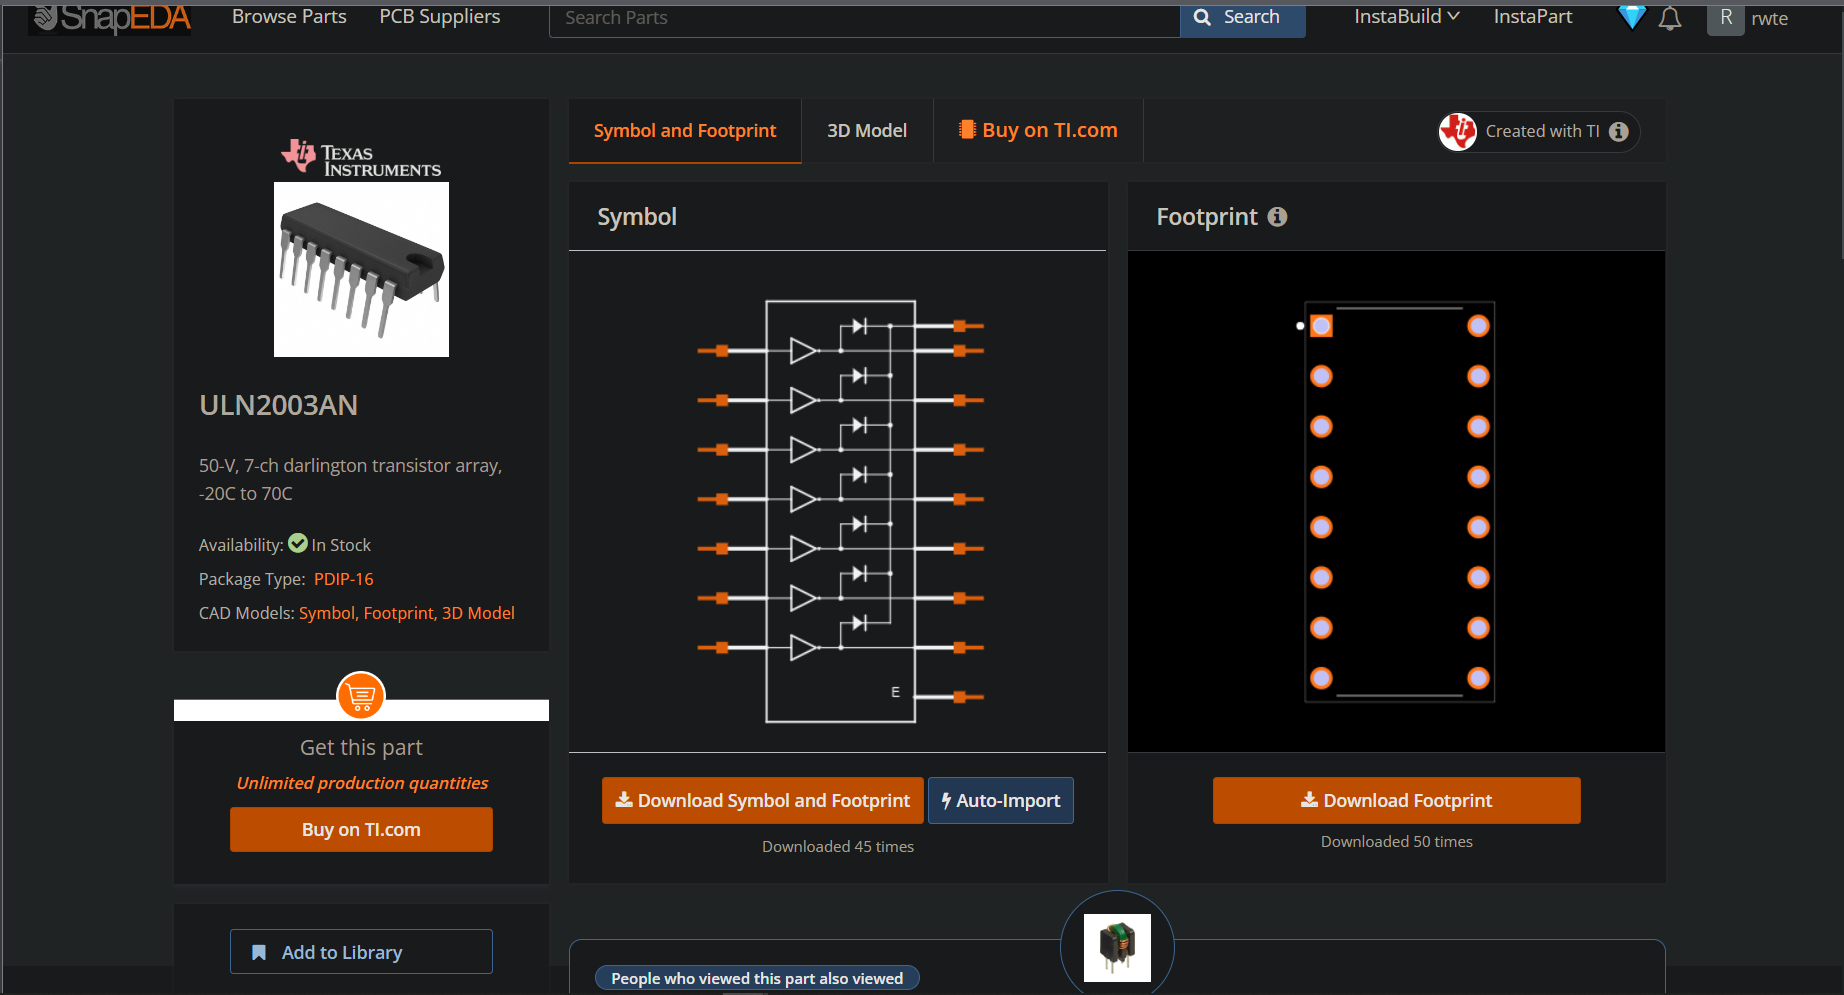 SnapEDA
Browse Parts
PCB Suppliers
Search Parts
Search
InstaBuild
InstaPart
R
rwte
TEXAS
INSTRUMENTS
ULN2003AN
50-V, 7-ch darlington transistor array,
-20C to 70C
Availability: In Stock
Package Type: PDIP-16
CAD Models: Symbol, Footprint, 3D Model
Get this part
Unlimited production quantities
Buy on TI.com
Add to Library
Symbol and Footprint
3D Model
Buy on TI.com
Created with TI
Symbol
E
Download Symbol and Footprint
Auto-Import
Downloaded 45 times
Footprint
Download Footprint
Downloaded 50 times
People who viewed this part also viewed